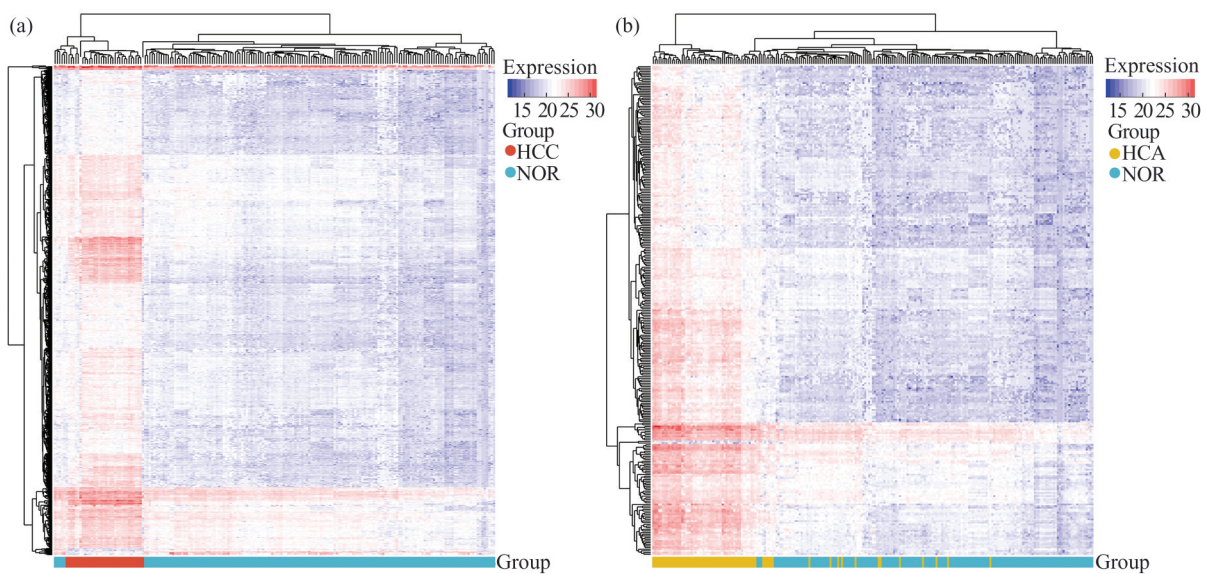 (a)
Expression
15 20 25 30
Group
HCC
NOR
Group
(b)
Expression
15 20 25 30
Group
HCA
NOR
Group